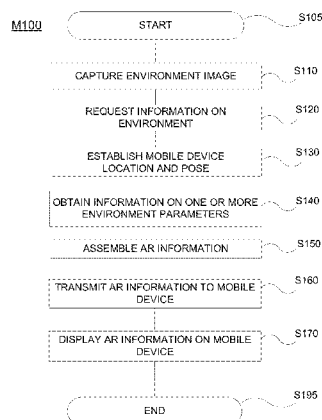 M100
START
S105
CAPTURE ENVIRONMENT IMAGE
S110
REQUEST INFORMATION ON
ENVIRONMENT
S120
ESTABLISH MOBILE DEVICE
LOCATION AND POSE
S130
OBTAIN INFORMATION ON ONE OR MORE
ENVIRONMENT PARAMETERS
S140
ASSEMBLE AR INFORMATION
S150
TRANSMIT AR INFORMATION TO MOBILE
DEVICE
S160
DISPLAY AR INFORMATION ON MOBILE
DEVICE
S170
END
S195